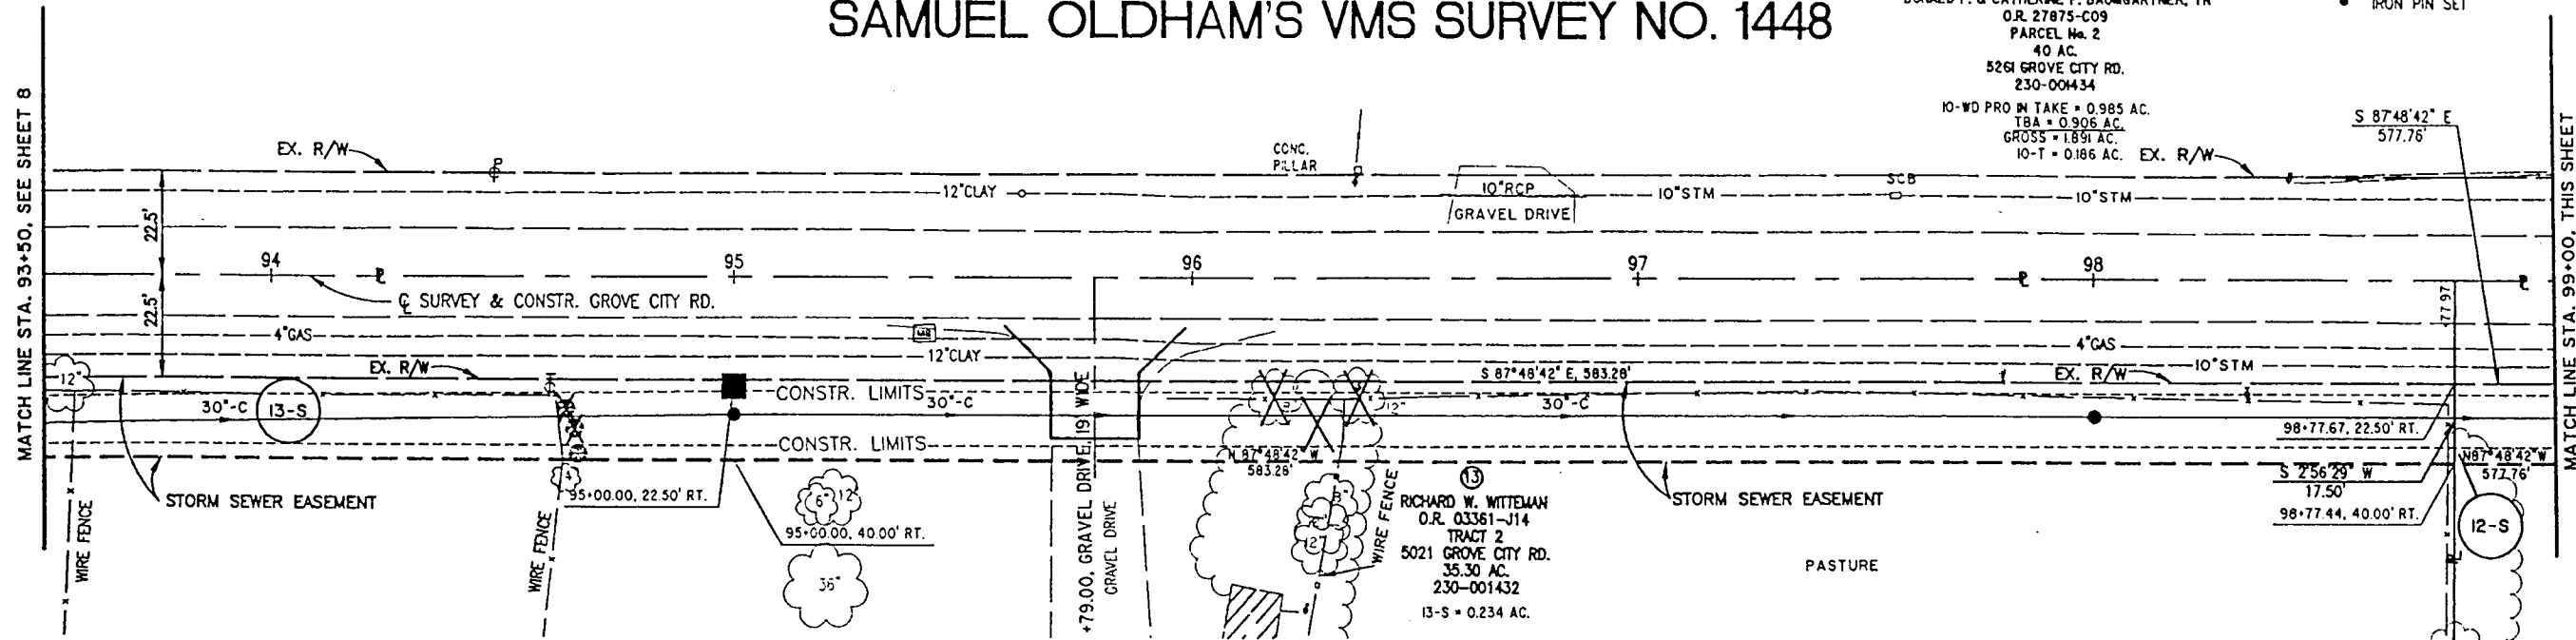 SAMUEL OLDHAM'S VMS SURVEY NO. 1448
O.R. 27875-C09
PARCEL No. 2
40 AC.
5261 GROVE CITY RD.
230-001434
10-WD PRO IN TAKE = 0.985 AC.
TBA = 0.906 AC.
GROSS = 1.891 AC.
10-T = 0.186 AC.
IRON PIN SET
MATCH LINE STA. 93+50, SEE SHEET 8
MATCH LINE STA. 99+00, THIS SHEET
S 87°48'42" E
577.76'
EX. R/W
EX. R/W
CONC.
PILLAR
12"CLAY
10"RCP
GRAVEL DRIVE
10"STM
SCB
10"STM
22.5'
22.5'
94
95
96
97
98
℄ SURVEY & CONSTR. GROVE CITY RD.
+77.97
4"GAS
12"CLAY
4"GAS
10"STM
EX. R/W
EX. R/W
S 87°48'42" E, 583.28'
12"
30"-C
13-S
CONSTR. LIMITS
30"-C
30"-C
12"
CONSTR. LIMITS
N 87°48'42" W
583.28'
98+77.67, 22.50' RT.
N87°48'42"W
577.76'
S 2°56'29" W
17.50'
98+77.44, 40.00' RT.
12-S
STORM SEWER EASEMENT
STORM SEWER EASEMENT
95+00.00, 22.50' RT.
95+00.00, 40.00' RT.
6"
12"
36"
WIRE FENCE
WIRE FENCE
+79.00, GRAVEL DRIVE, 19' WIDE
GRAVEL DRIVE
8"
12"
WIRE FENCE
13
RICHARD W. WITTEMAN
O.R. 03361-J14
TRACT 2
5021 GROVE CITY RD.
35.30 AC.
230-001432
13-S = 0.234 AC.
PASTURE